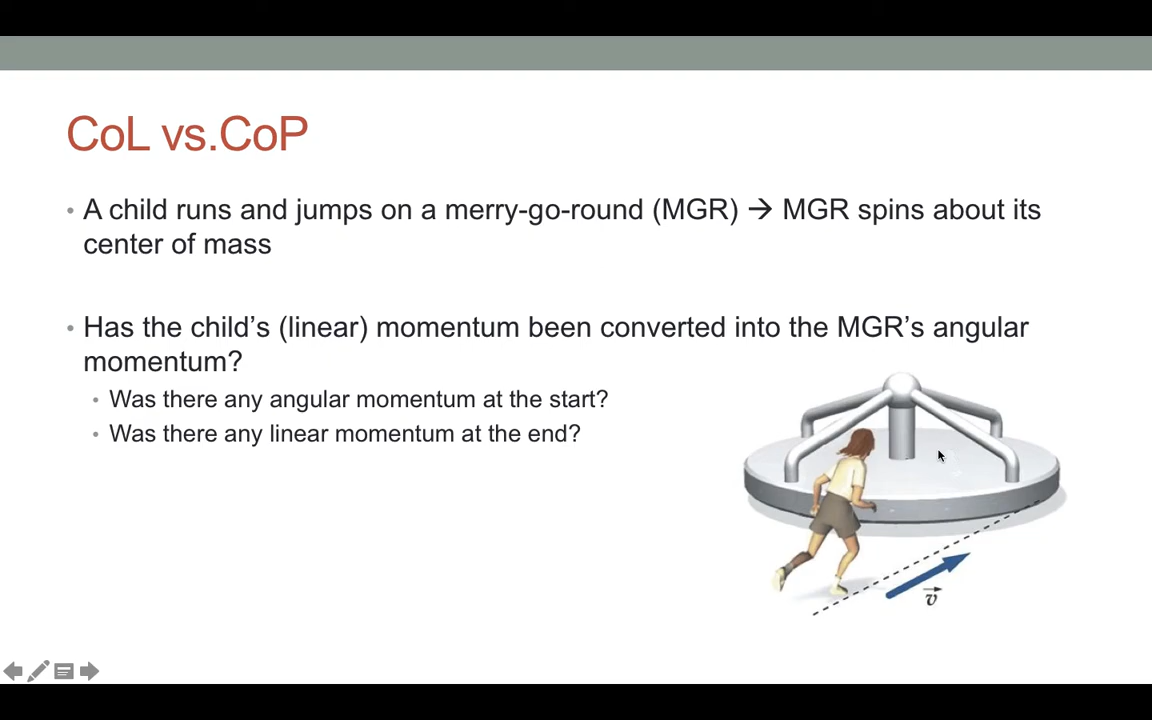 CoL vs.CoP
• A child runs and jumps on a merry-go-round (MGR) → MGR spins about its
center of mass
• Has the child’s (linear) momentum been converted into the MGR’s angular
momentum?
• Was there any angular momentum at the start?
• Was there any linear momentum at the end?
v⃗